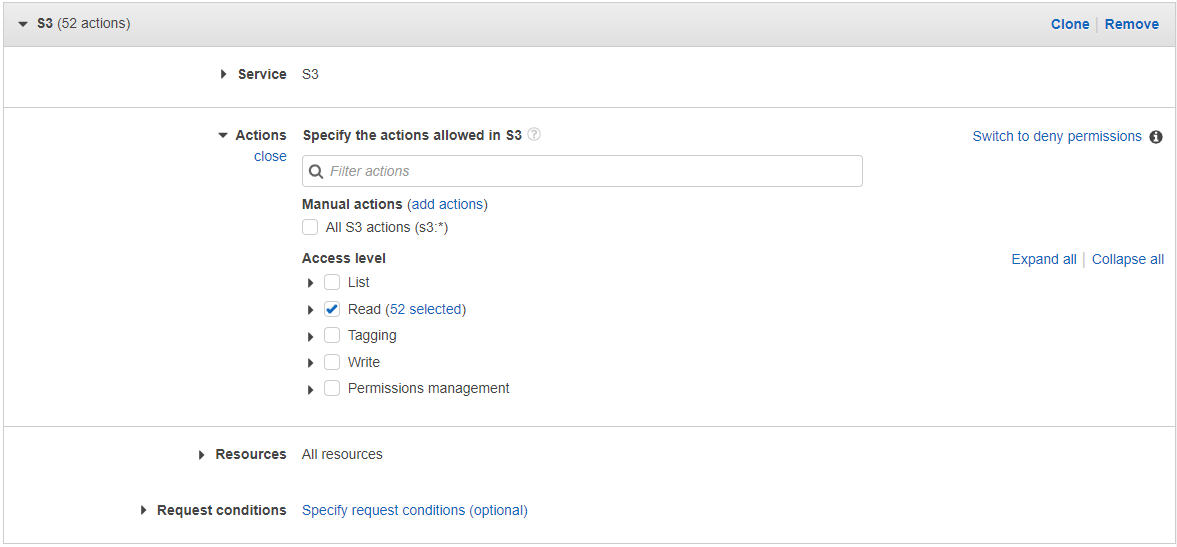 S3 (52 actions) Clone | Remove
Service S3
Actions Specify the actions allowed in S3 ? Switch to deny permissions i
close
Filter actions
Manual actions (add actions)
All S3 actions (s3:*)
Access level Expand all | Collapse all
List
Read (52 selected)
Tagging
Write
Permissions management
Resources All resources
Request conditions Specify request conditions (optional)